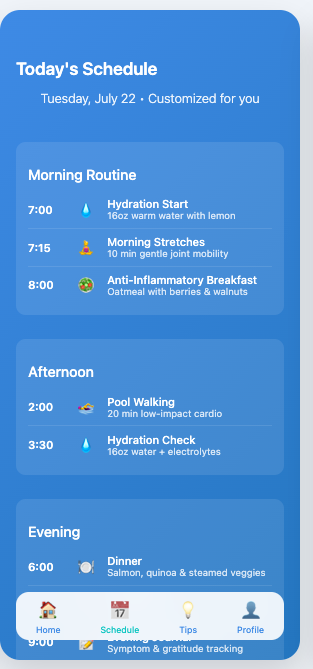 Today's Schedule
Tuesday, July 22 • Customized for you
Morning Routine
7:00
Hydration Start
16oz warm water with lemon
7:15
Morning Stretches
10 min gentle joint mobility
8:00
Anti-Inflammatory Breakfast
Oatmeal with berries & walnuts
Afternoon
2:00
Pool Walking
20 min low-impact cardio
3:30
Hydration Check
16oz water + electrolytes
Evening
6:00
Dinner
Salmon, quinoa & steamed veggies
Home
Schedule
Tips
Profile
9:00
Symptom & gratitude tracking